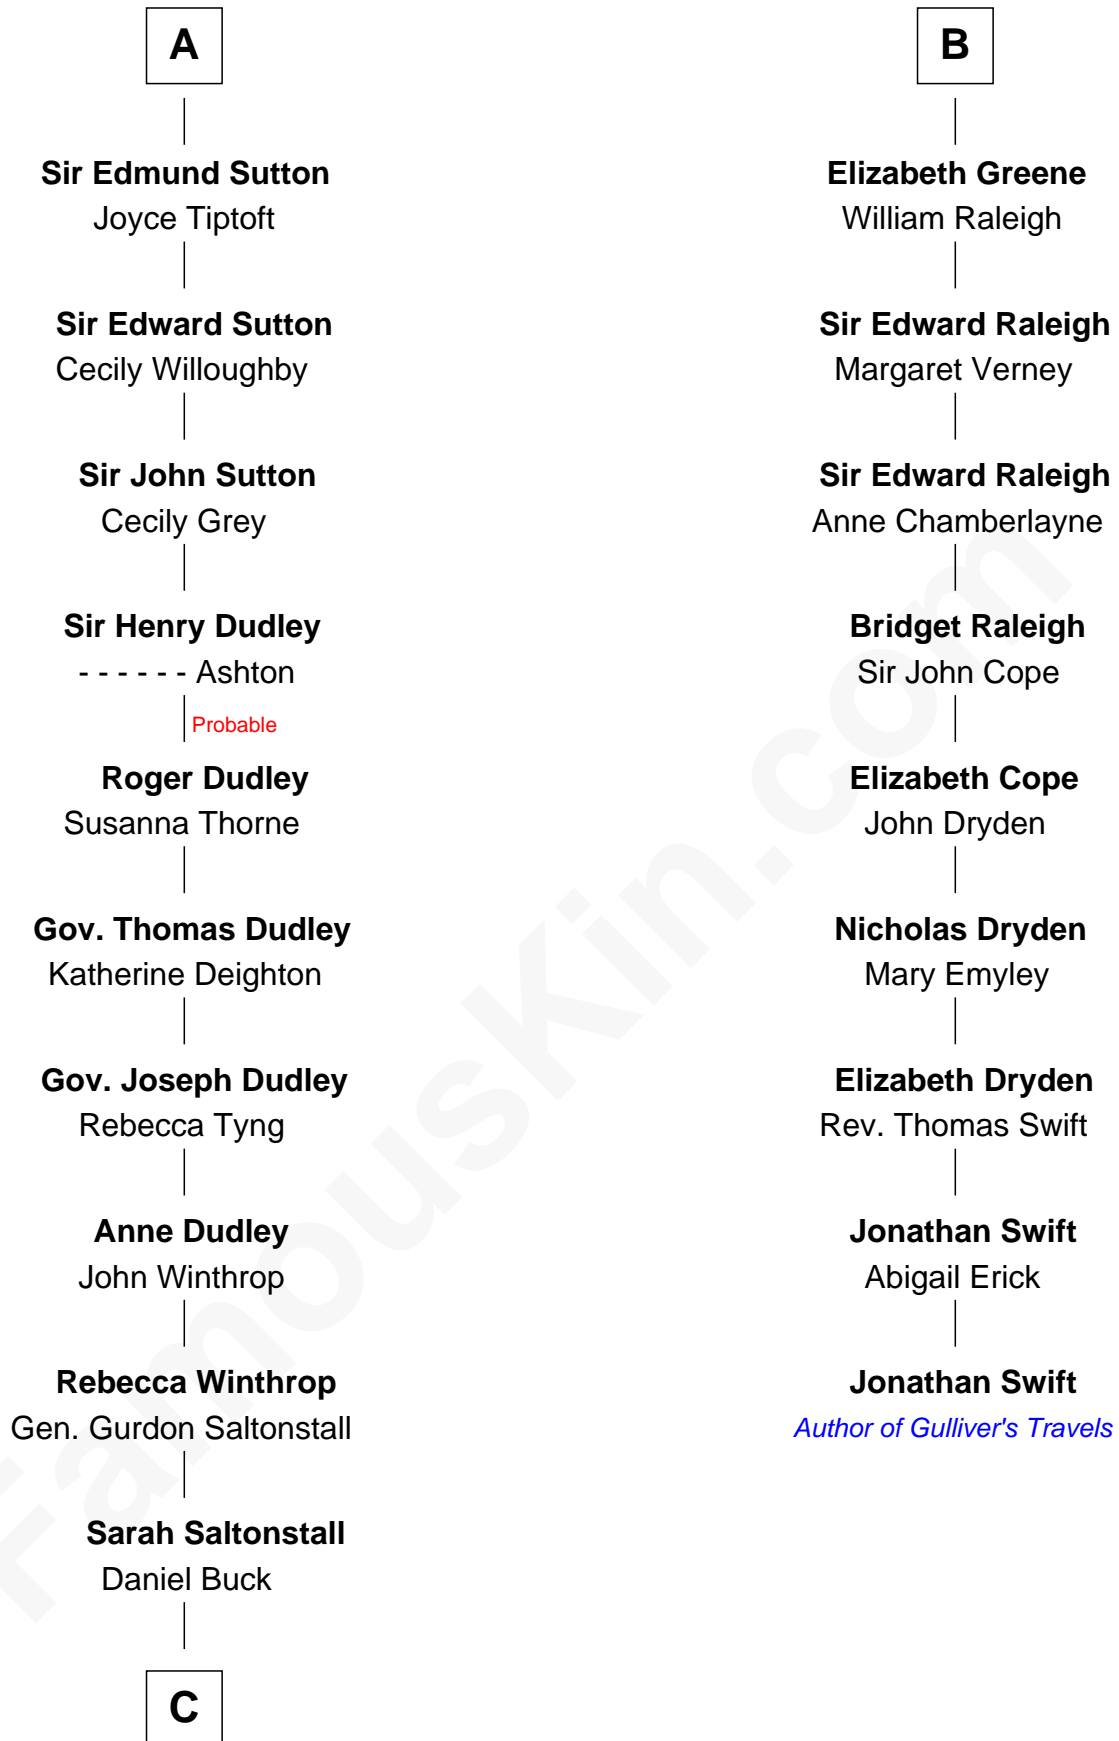 A
Sir Edmund Sutton
Joyce Tiptoft
Sir Edward Sutton
Cecily Willoughby
Sir John Sutton
Cecily Grey
Sir Henry Dudley
- - - - - - Ashton
Probable
Roger Dudley
Susanna Thorne
Gov. Thomas Dudley
Katherine Deighton
Gov. Joseph Dudley
Rebecca Tyng
Anne Dudley
John Winthrop
Rebecca Winthrop
Gen. Gurdon Saltonstall
Sarah Saltonstall
Daniel Buck
C
B
Elizabeth Greene
William Raleigh
Sir Edward Raleigh
Margaret Verney
Sir Edward Raleigh
Anne Chamberlayne
Bridget Raleigh
Sir John Cope
Elizabeth Cope
John Dryden
Nicholas Dryden
Mary Emyley
Elizabeth Dryden
Rev. Thomas Swift
Jonathan Swift
Abigail Erick
Jonathan Swift
Author of Gulliver's Travels
FamousKin.com